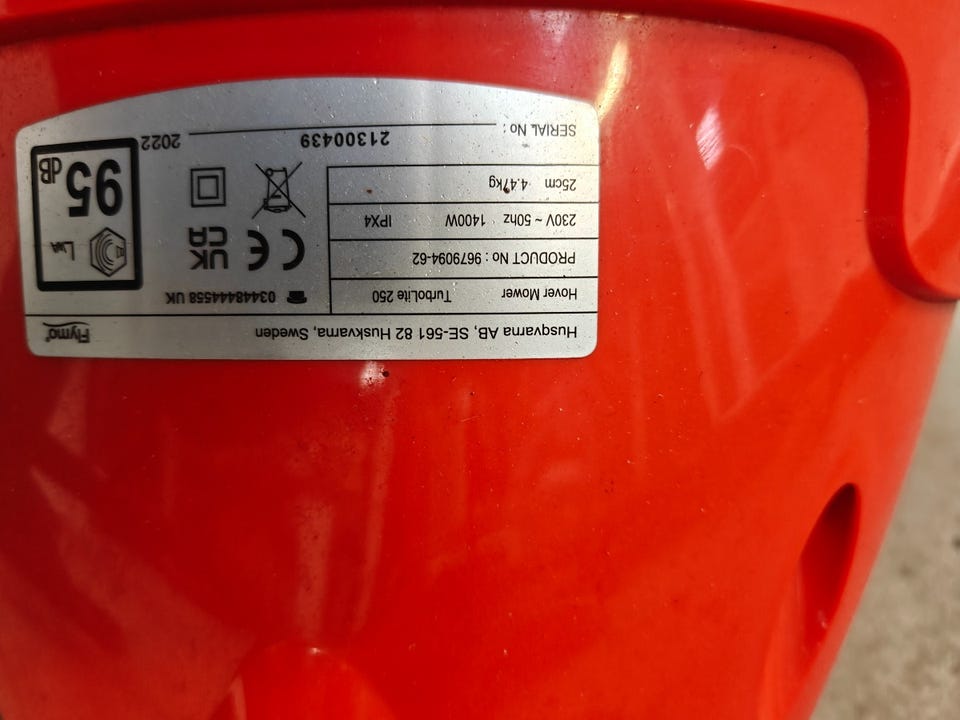 Husqvarna AB, SE-561 82 Huskvarna, Sweden
Flymo®
Hover Mower TurboLite 250
PRODUCT No : 9679094-62
230V ~ 50hz 1400W IPX4
25cm 4.47kg
SERIAL No : 21300439 2022
03448444558 UK
CE UK CA
LWA
95 dB